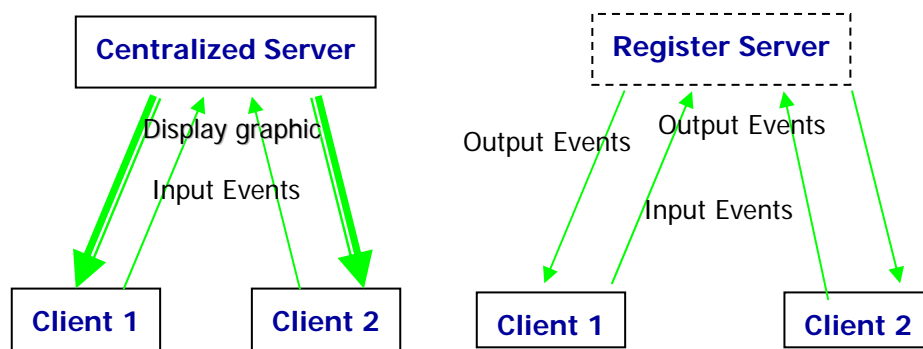 Centralized Server
Display graphic
Input Events
Client 1
Client 2
Register Server
Output Events
Output Events
Input Events
Client 1
Client 2